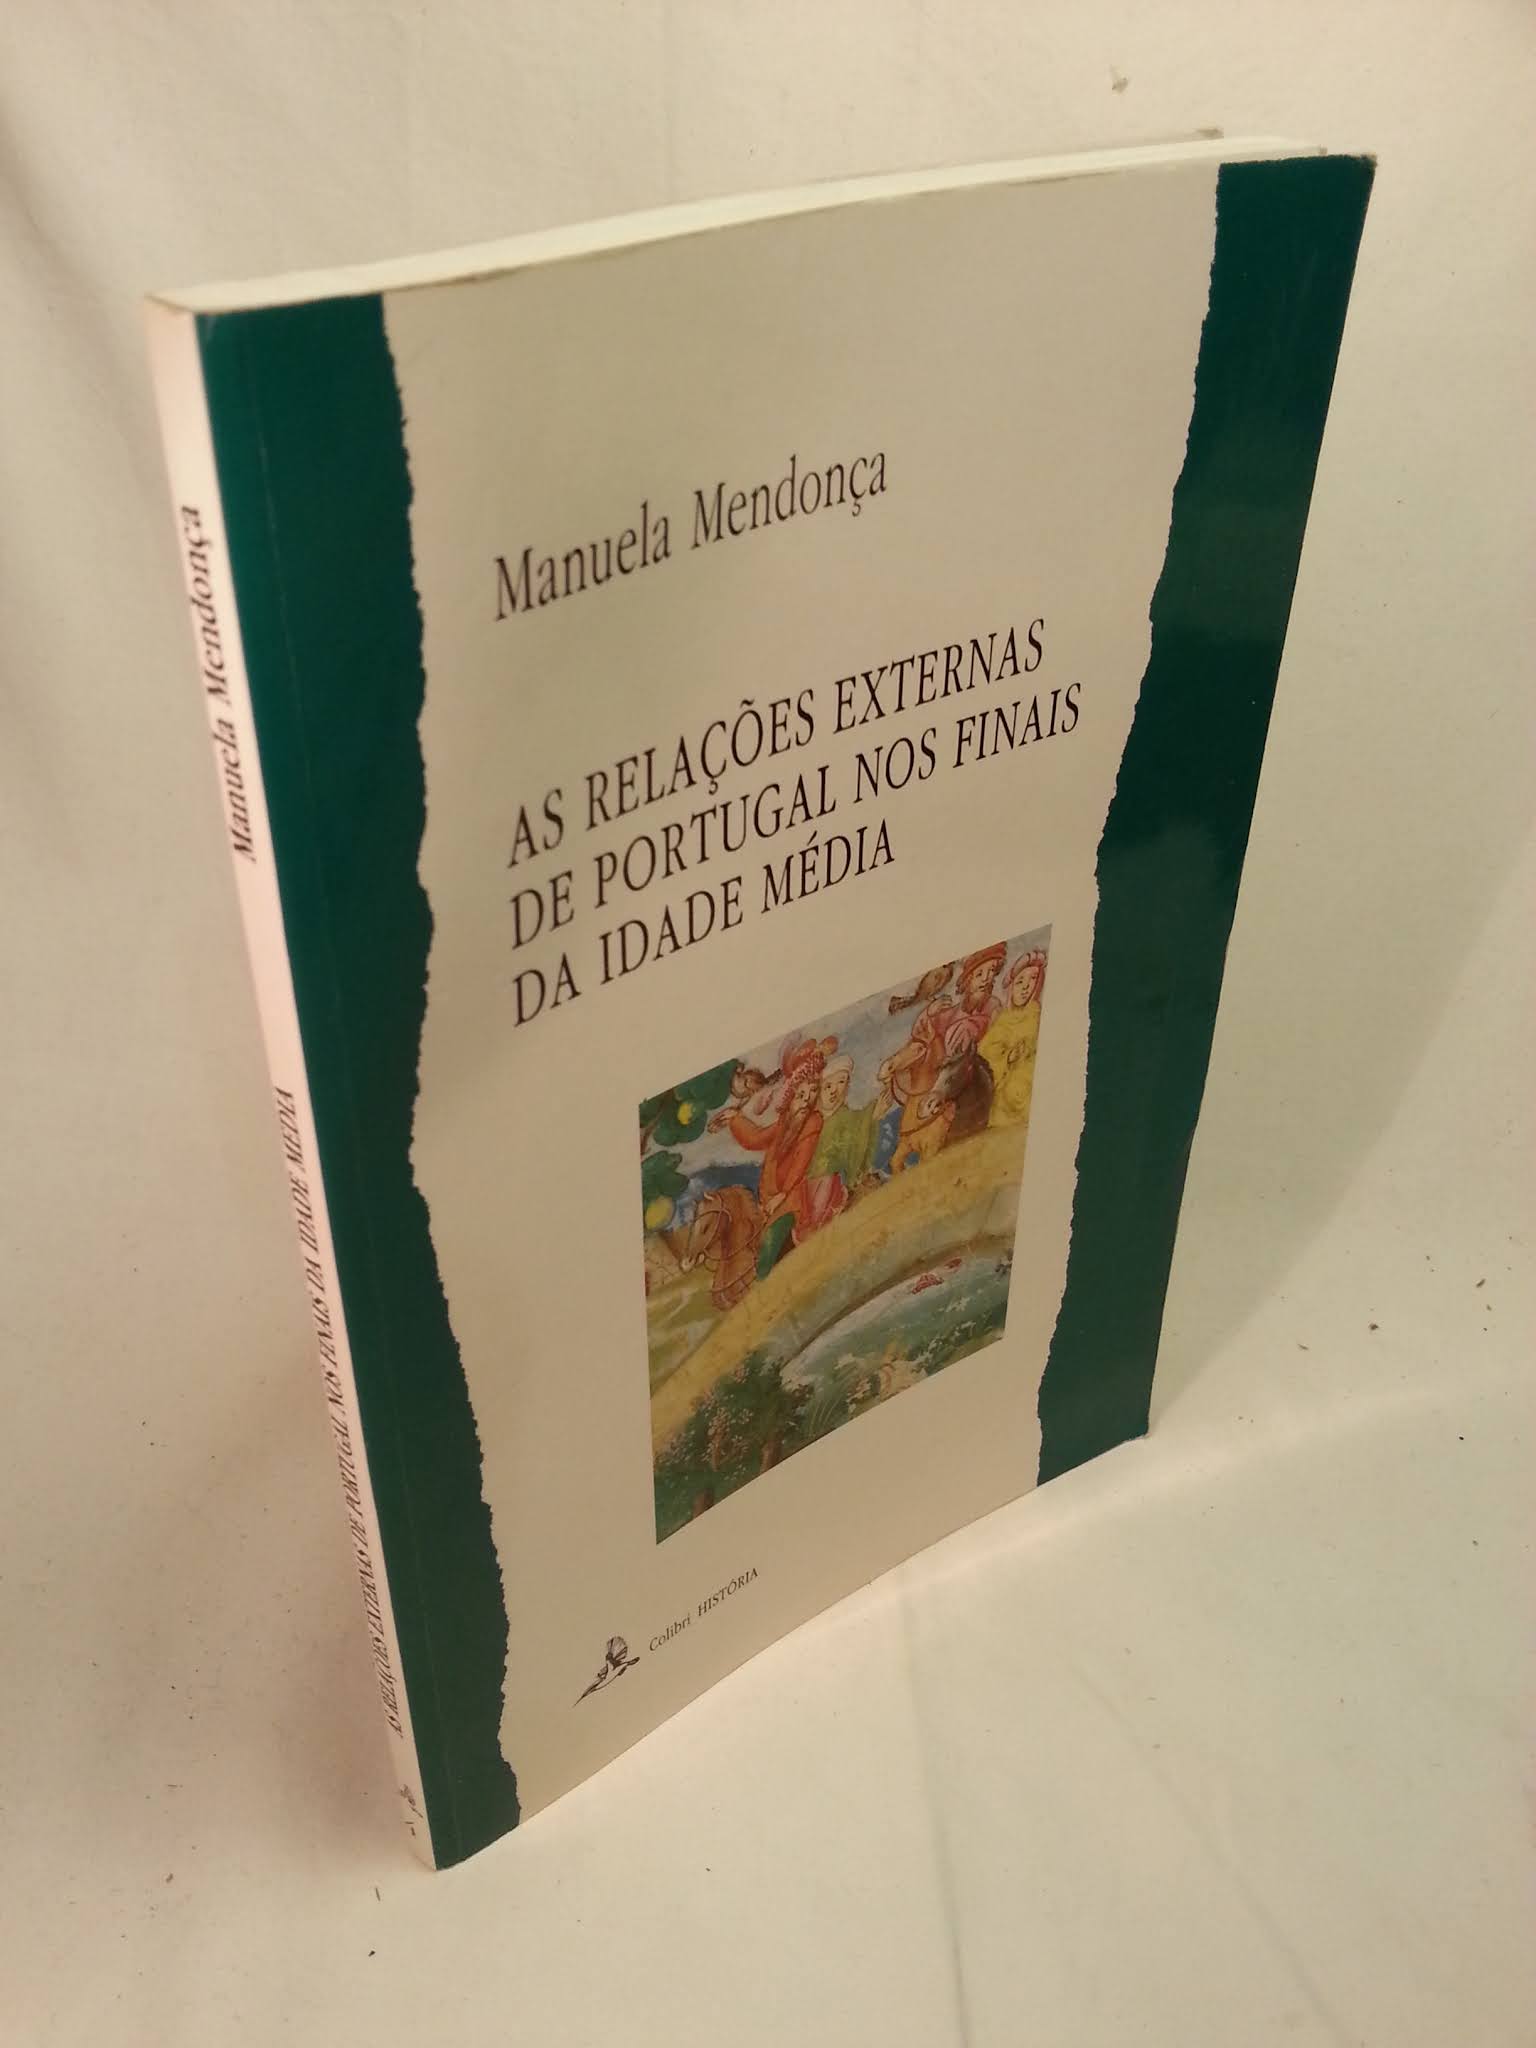 Manuela Mendonça
AS RELAÇÕES EXTERNAS
DE PORTUGAL NOS FINAIS
DA IDADE MÉDIA
Colibri HISTÓRIA
Manuela Mendonça
AS RELAÇÕES EXTERNAS DE PORTUGAL NOS FINAIS DA IDADE MÉDIA